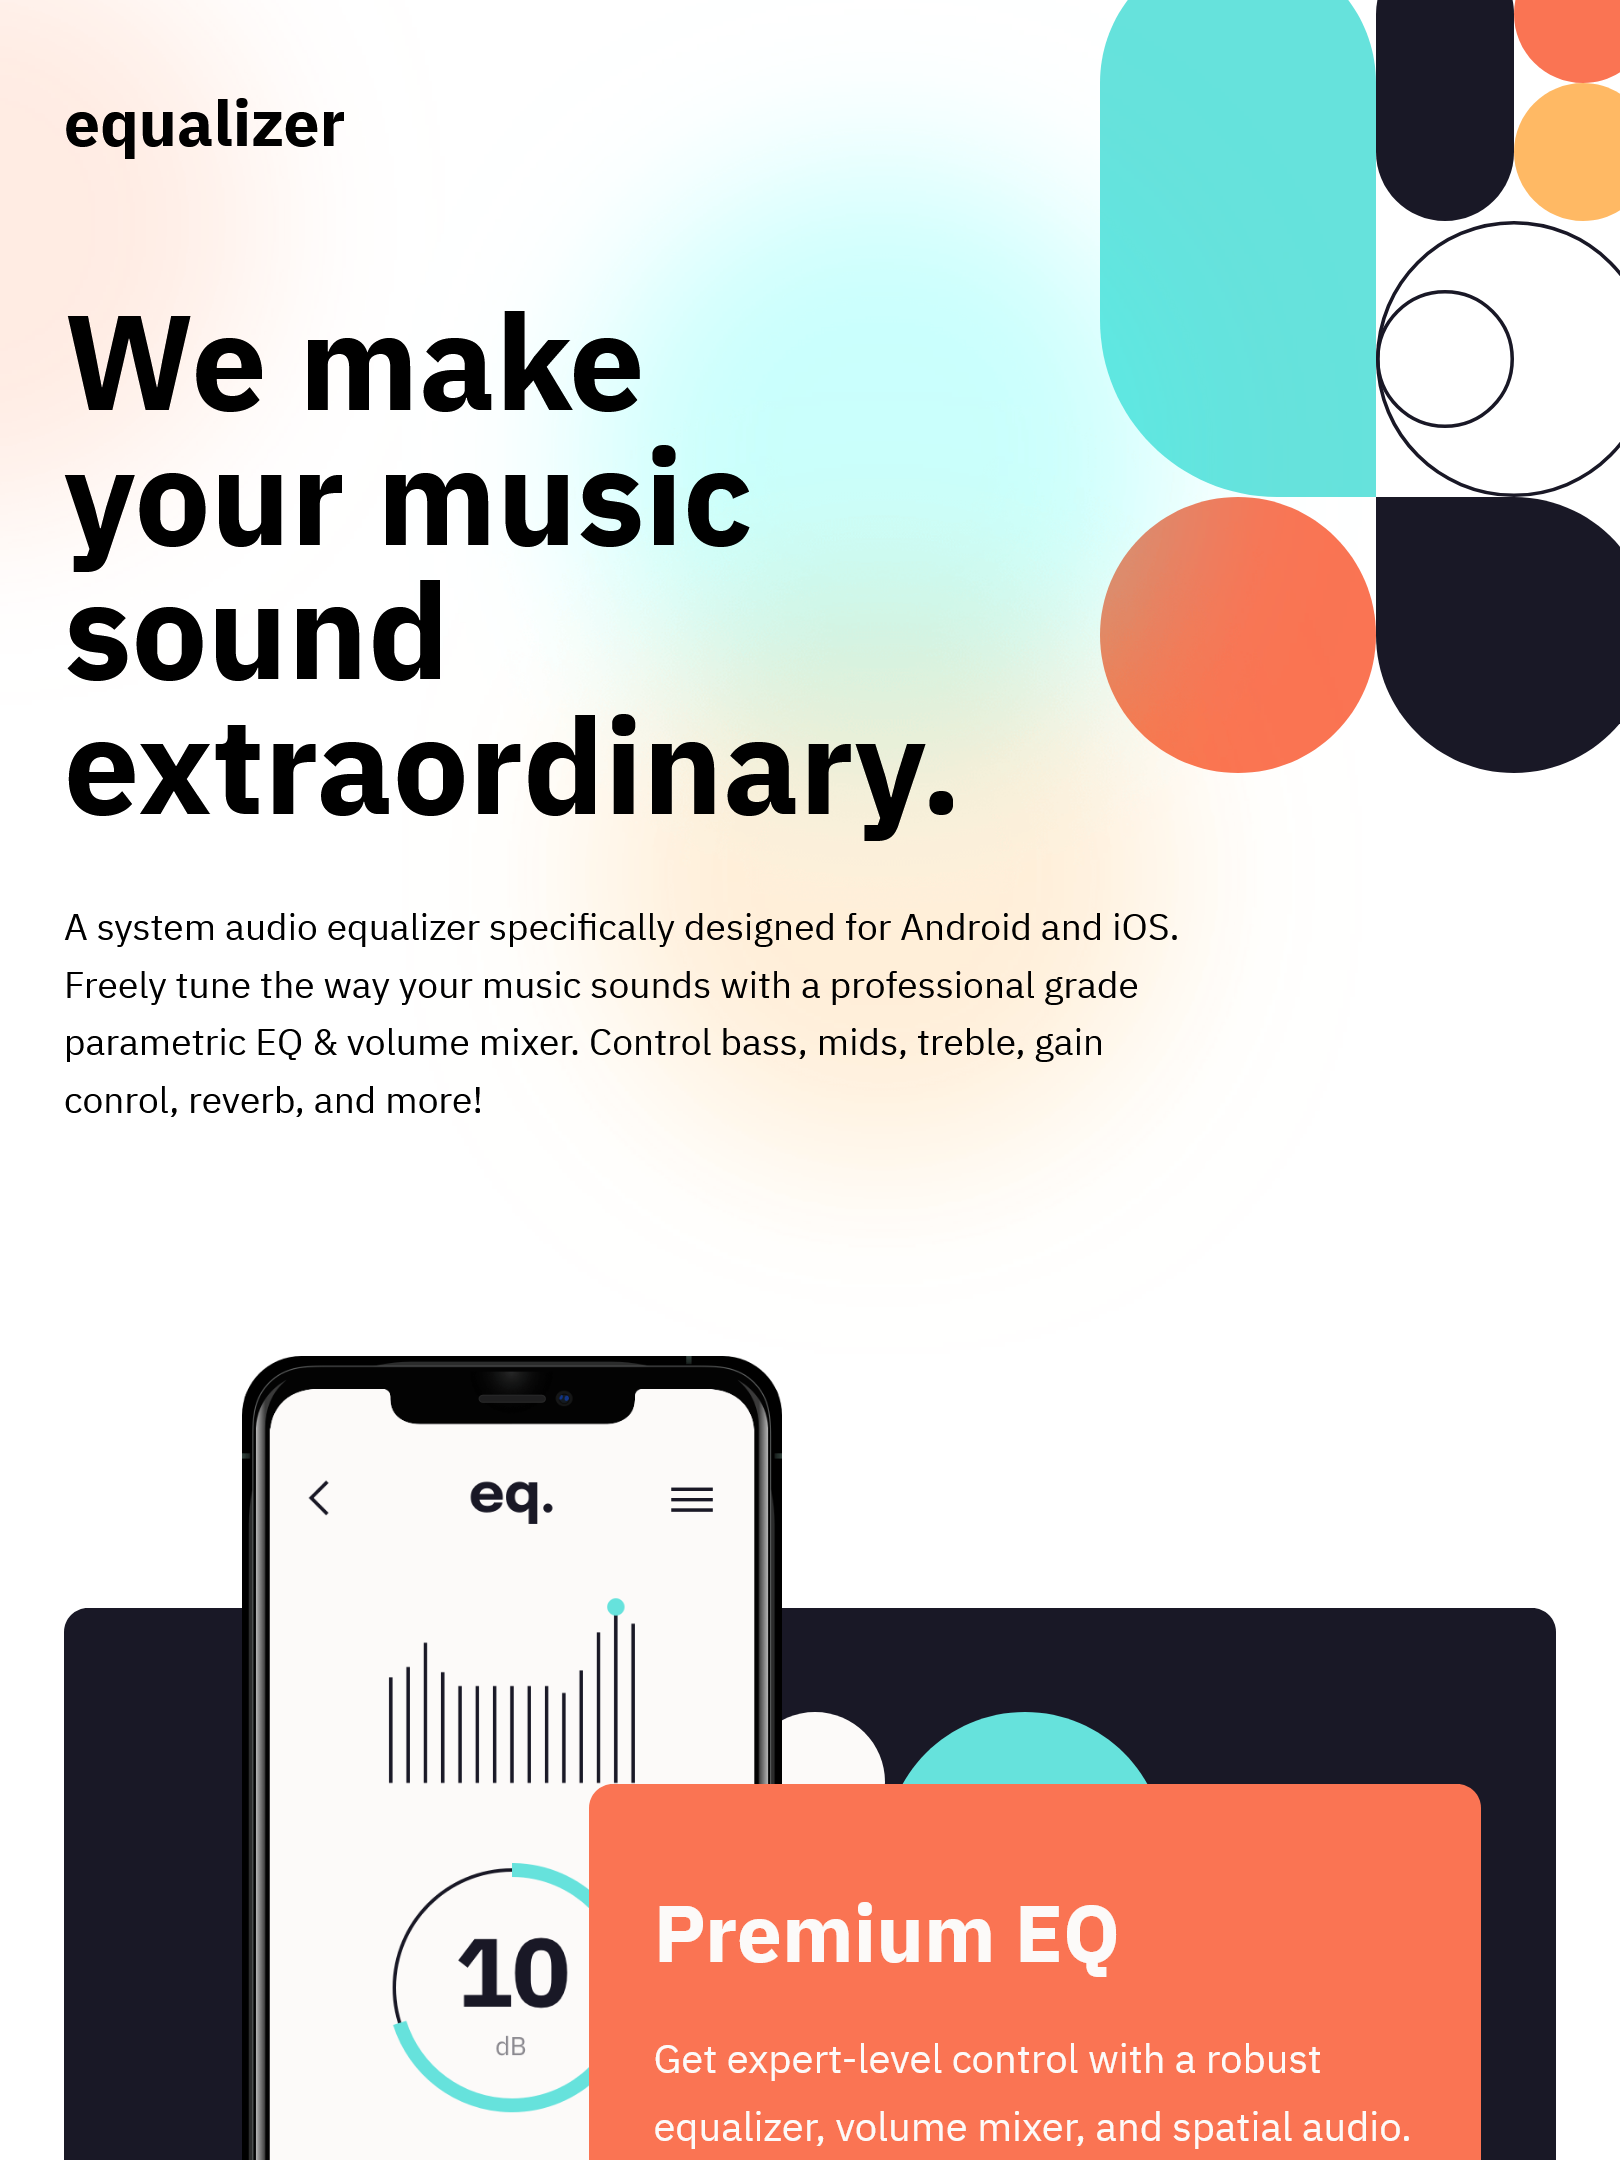 equalizer
We make
your music
sound
extraordinary.
A system audio equalizer specifically designed for Android and iOS.
Freely tune the way your music sounds with a professional grade
parametric EQ & volume mixer. Control bass, mids, treble, gain
conrol, reverb, and more!
eq.
10
dB
Premium EQ
Get expert-level control with a robust
equalizer, volume mixer, and spatial audio.